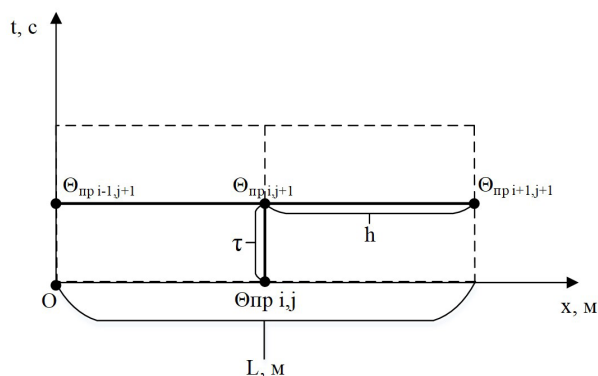 t, с
Θпр i-1,j+1
Θпр i,j+1
Θпр i+1,j+1
τ
h
O
Θпр i,j
x, м
L, м